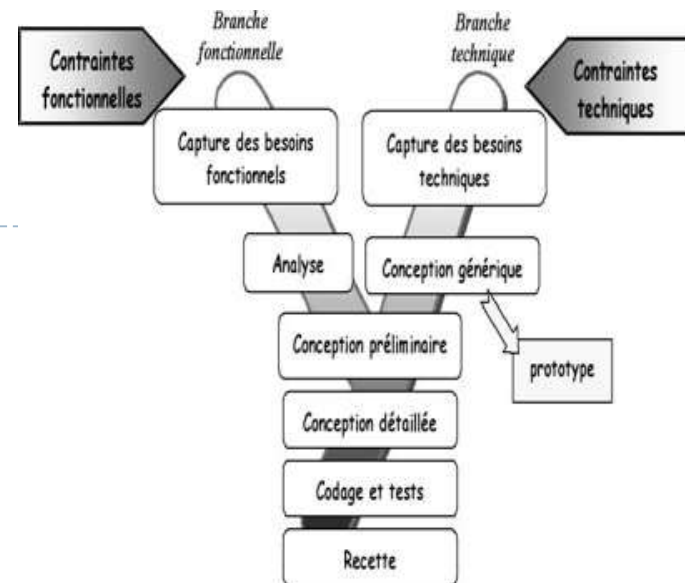 Branche
fonctionnelle
Branche
technique
Contraintes
fonctionnelles
Contraintes
techniques
Capture des besoins
fonctionnels
Capture des besoins
techniques
Analyse
Conception générique
Conception préliminaire
prototype
Conception détaillée
Codage et tests
Recette